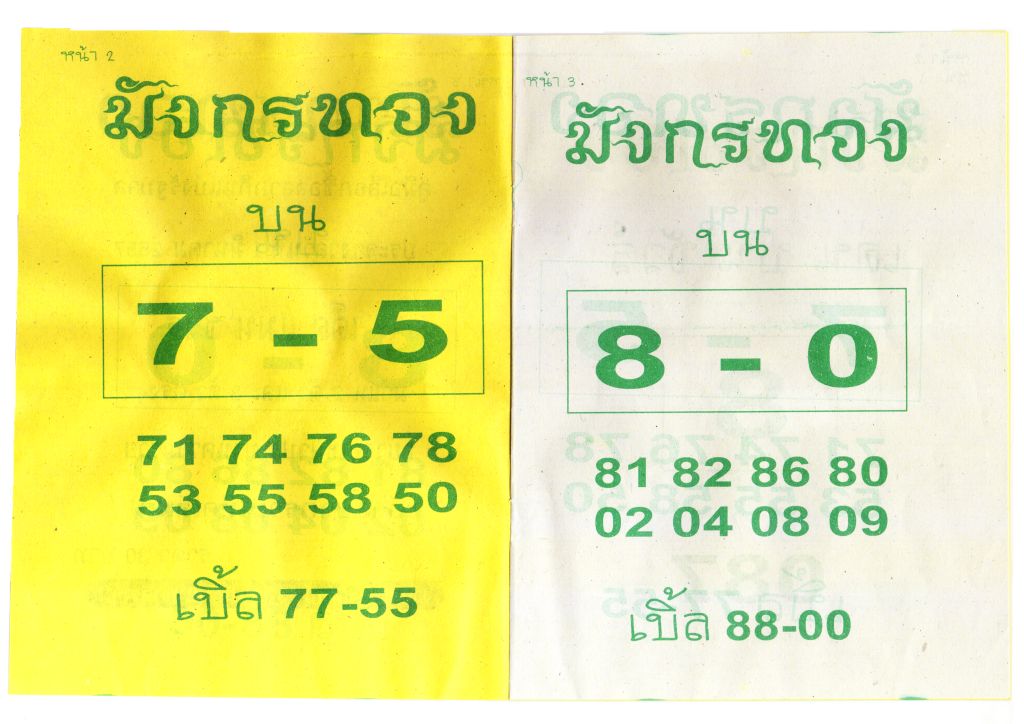 หน้า 2
มังกรทอง
บน
7 - 5
71 74 76 78
53 55 58 50
เบิ้ล 77-55
หน้า 3
มังกรทอง
บน
8 - 0
81 82 86 80
02 04 08 09
เบิ้ล 88-00